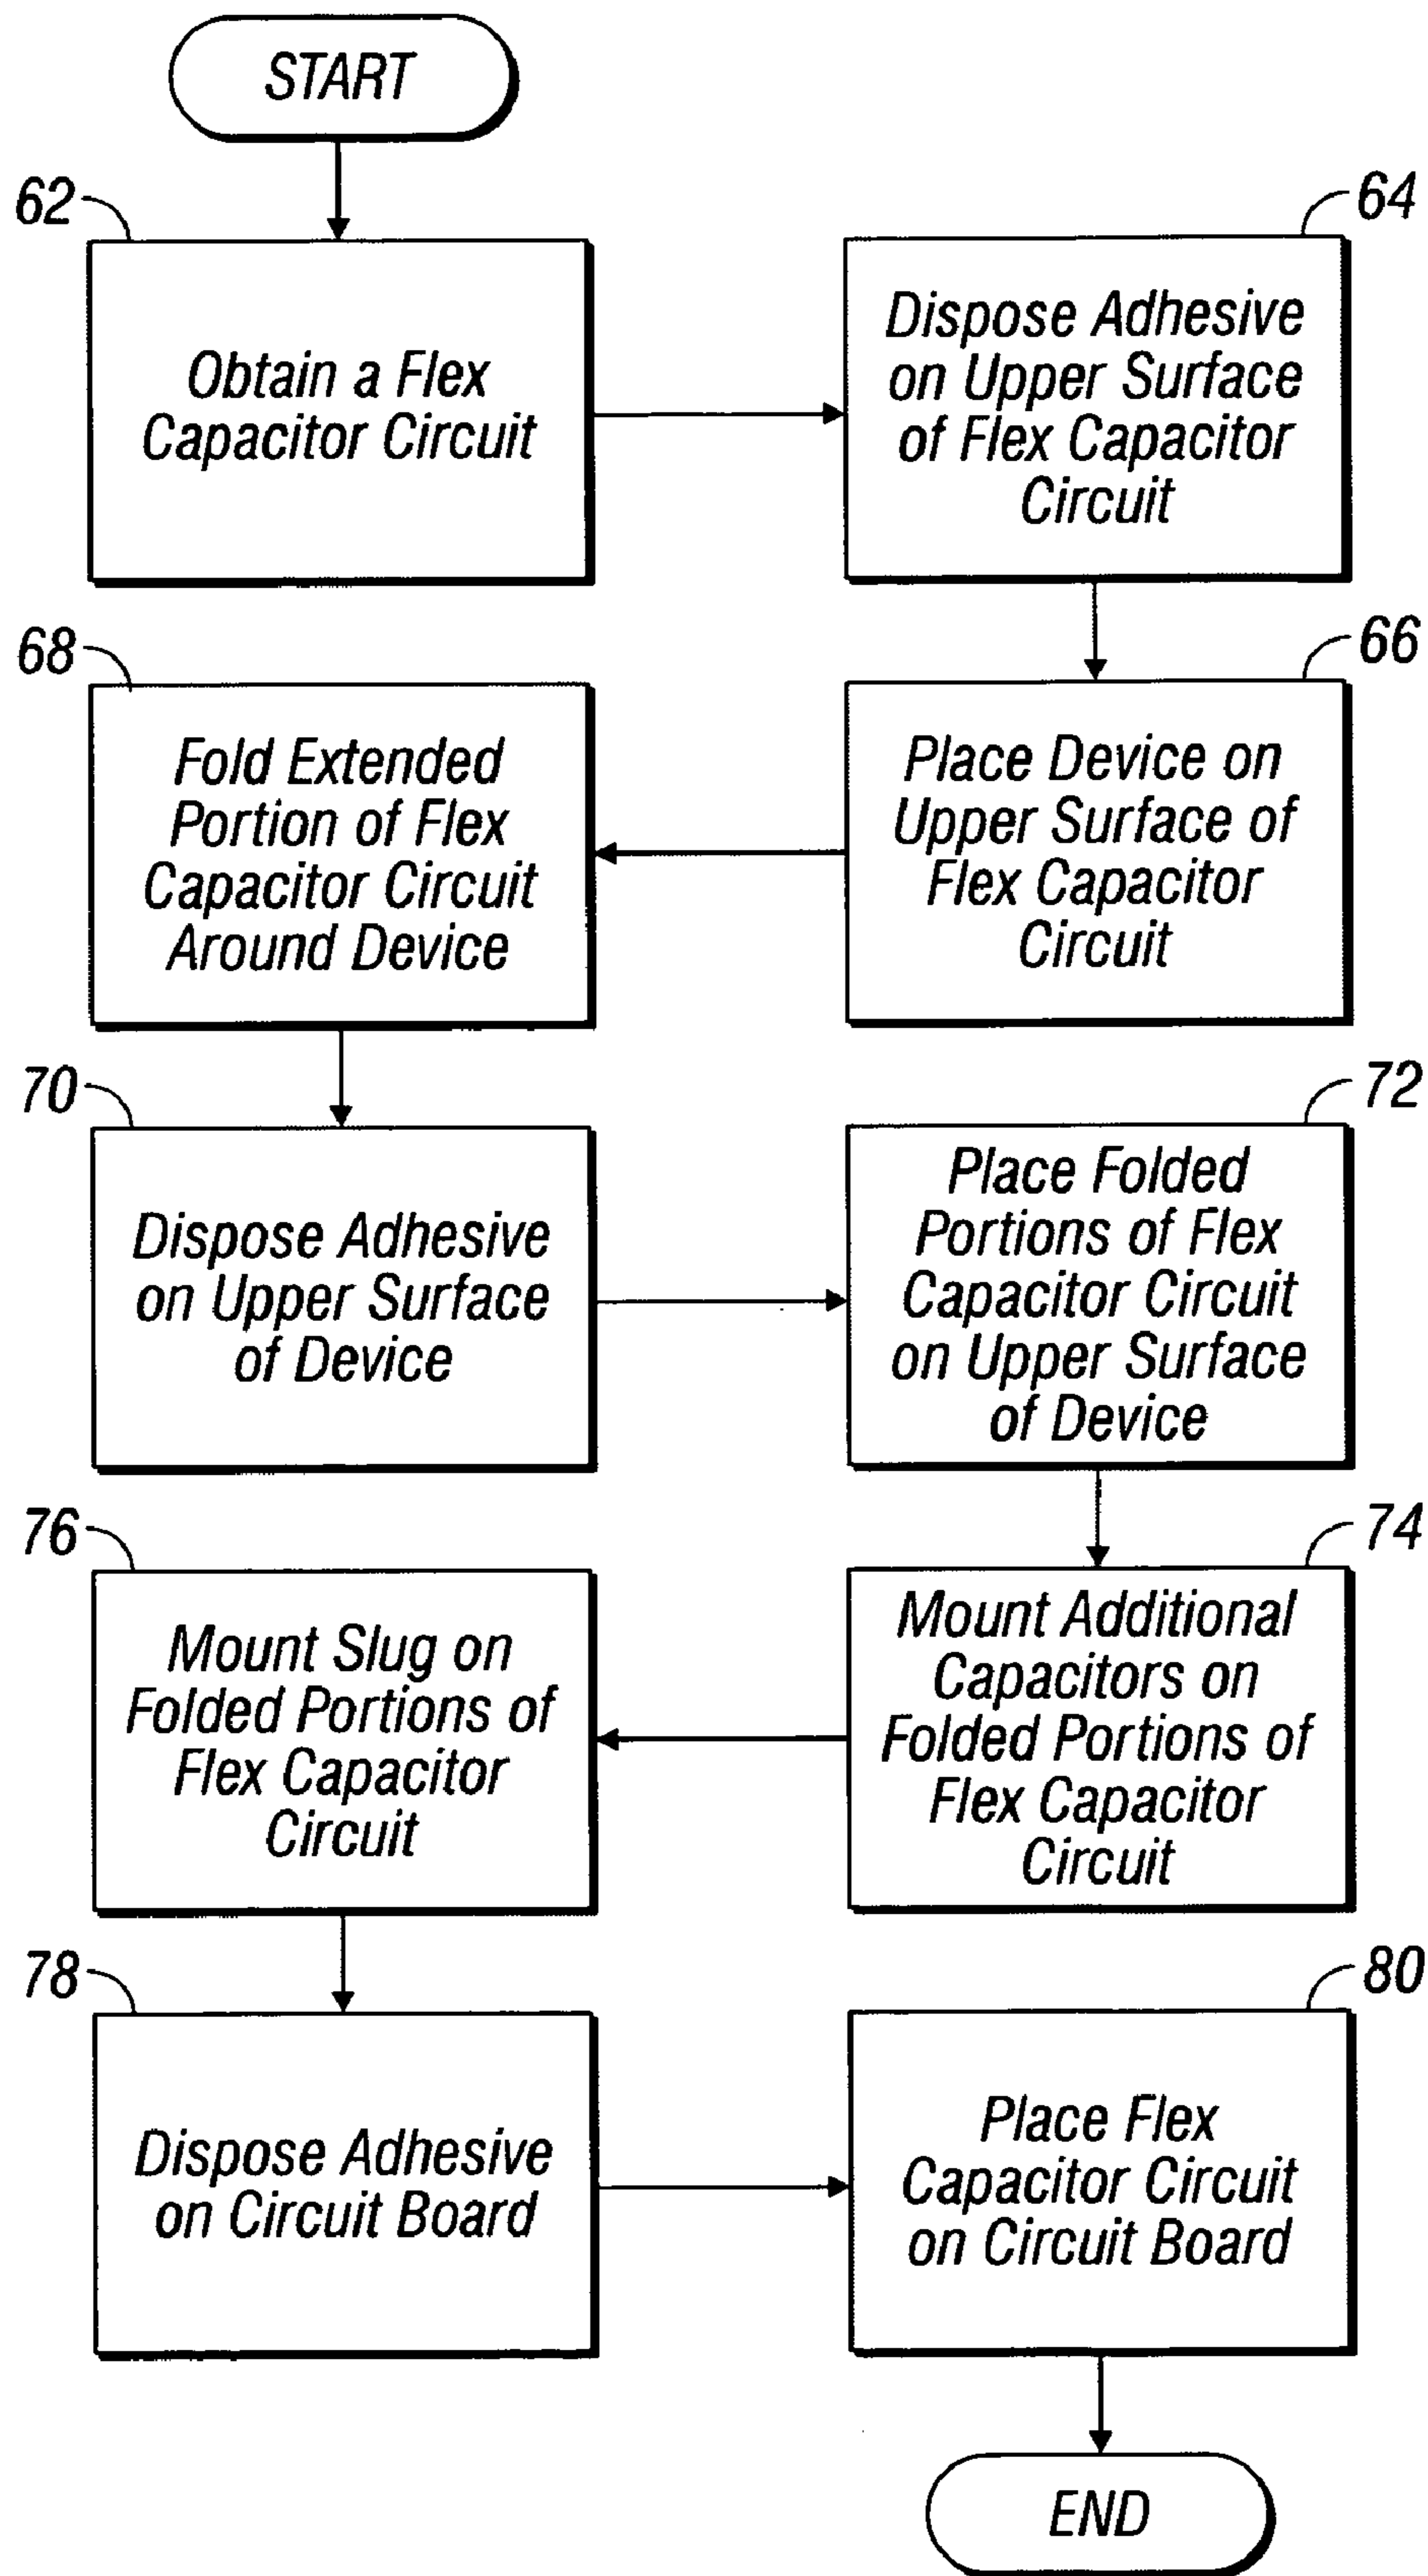 START
62
Obtain a Flex
Capacitor Circuit
64
Dispose Adhesive
on Upper Surface
of Flex Capacitor
Circuit
66
Place Device on
Upper Surface of
Flex Capacitor
Circuit
68
Fold Extended
Portion of Flex
Capacitor Circuit
Around Device
70
Dispose Adhesive
on Upper Surface
of Device
72
Place Folded
Portions of Flex
Capacitor Circuit
on Upper Surface
of Device
74
Mount Additional
Capacitors on
Folded Portions of
Flex Capacitor
Circuit
76
Mount Slug on
Folded Portions of
Flex Capacitor
Circuit
78
Dispose Adhesive
on Circuit Board
80
Place Flex
Capacitor Circuit
on Circuit Board
END